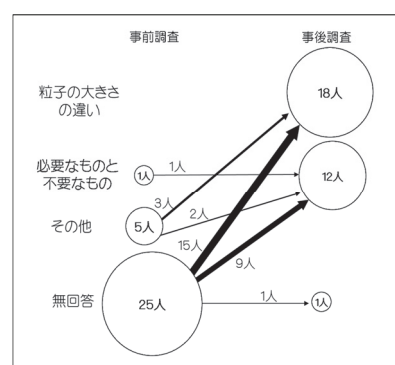 事前調査
事後調査
粒子の大きさ
の違い
18人
必要なものと
不要なもの
1人
1人
12人
3人
その他
5人
2人
15人
9人
無回答
25人
1人
1人